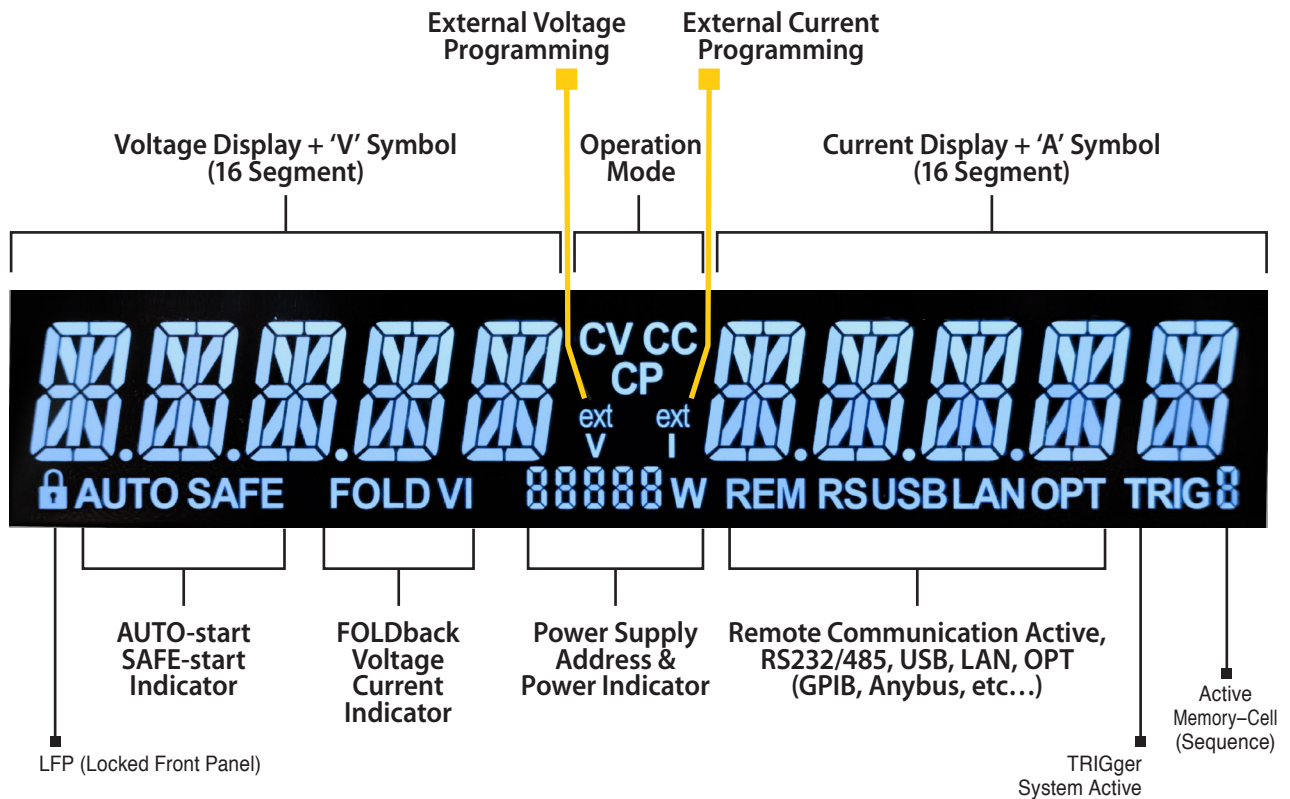 External Voltage
Programming
External Current
Programming
Voltage Display + ‘V’ Symbol
(16 Segment)
Operation
Mode
Current Display + ‘A’ Symbol
(16 Segment)
CV CC
CP
ext
V
ext
I
AUTO SAFE FOLD VI 88888 W REM RS USB LAN OPT TRIG 8
AUTO-start
SAFE-start
Indicator
FOLDback
Voltage
Current
Indicator
Power Supply
Address &
Power Indicator
Remote Communication Active,
RS232/485, USB, LAN, OPT
(GPIB, Anybus, etc…)
Active
Memory–Cell
(Sequence)
LFP (Locked Front Panel)
TRIGger
System Active